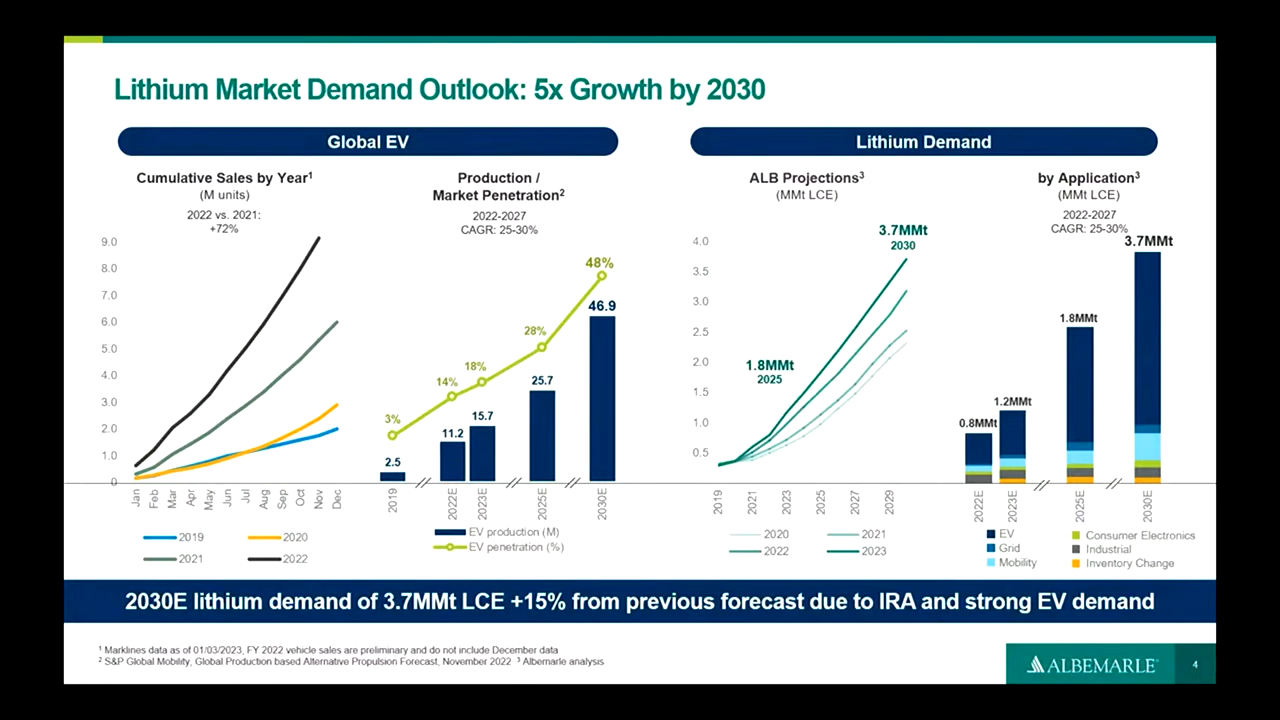 Lithium Market Demand Outlook: 5x Growth by 2030
Global EV
Cumulative Sales by Year¹
(M units)
2022 vs. 2021:
+72%
9.0
8.0
7.0
6.0
5.0
4.0
3.0
2.0
1.0
0
Jan
Feb
Mar
Apr
May
Jun
Jul
Aug
Sep
Oct
Nov
Dec
2019
2020
2021
2022
Production /
Market Penetration²
2022-2027
CAGR: 25-30%
48%
46.9
28%
25.7
18%
15.7
14%
11.2
3%
2.5
2019
2022E
2023E
2025E
2030E
EV production (M)
EV penetration (%)
Lithium Demand
ALB Projections³
(MMt LCE)
3.7MMt
2030
1.8MMt
2025
4.0
3.5
3.0
2.5
2.0
1.5
1.0
0.5
2019
2021
2023
2025
2027
2029
2020
2021
2022
2023
by Application³
(MMt LCE)
2022-2027
CAGR: 25-30%
3.7MMt
1.8MMt
1.2MMt
0.8MMt
2022E
2023E
2025E
2030E
EV
Grid
Mobility
Consumer Electronics
Industrial
Inventory Change
2030E lithium demand of 3.7MMt LCE +15% from previous forecast due to IRA and strong EV demand
¹ Marklines data as of 01/03/2023, FY 2022 vehicle sales are preliminary and do not include December data
² S&P Global Mobility, Global Production based Alternative Propulsion Forecast, November 2022 ³ Albemarle analysis
ALBEMARLE
4